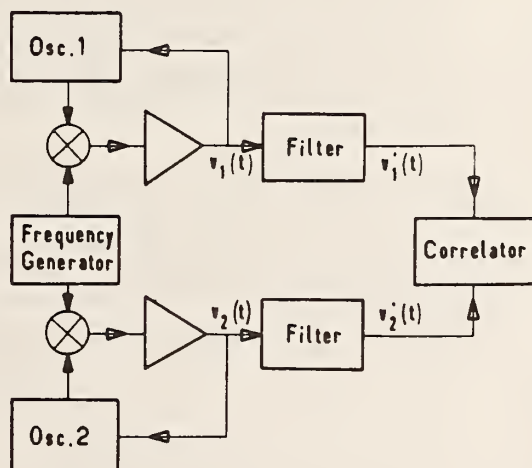 Osc.1
v₁(t)
Filter
v₁'(t)
Frequency
Generator
Correlator
v₂(t)
Filter
v₂'(t)
Osc.2